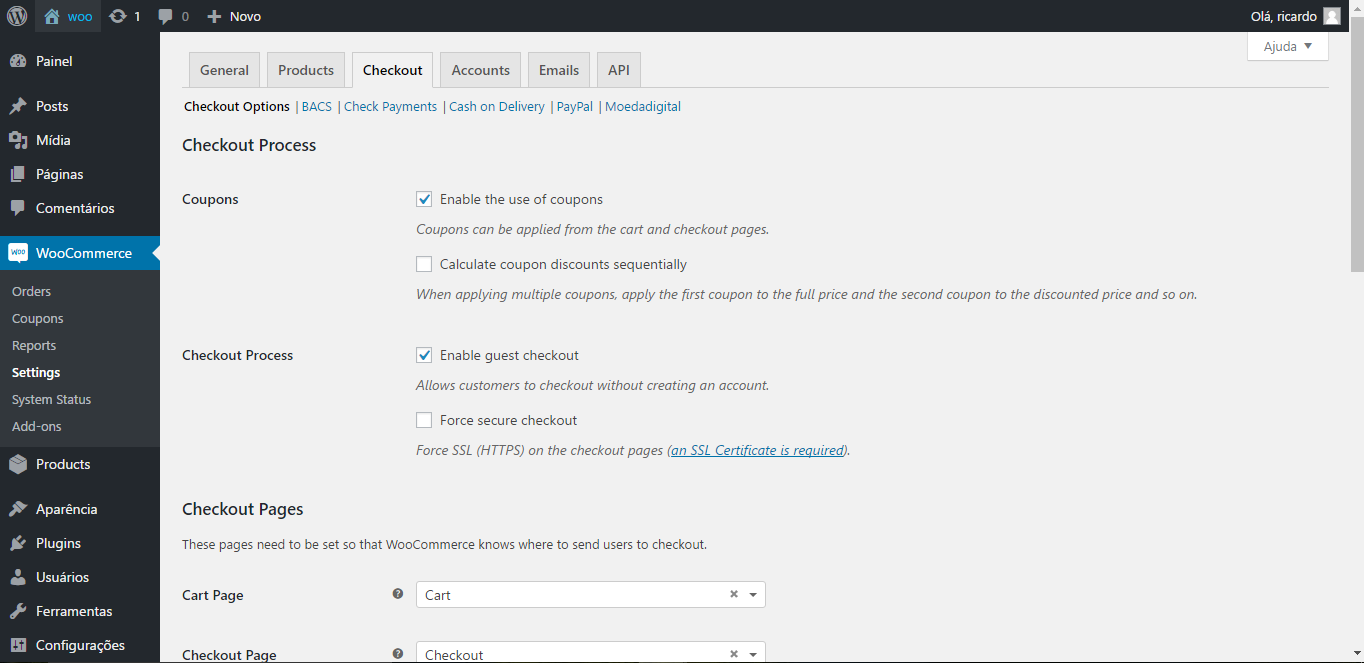 woo 1 0 Novo Olá, ricardo
Ajuda
Painel
Posts
Mídia
Páginas
Comentários
WooCommerce
Orders
Coupons
Reports
Settings
System Status
Add-ons
Products
Aparência
Plugins
Usuários
Ferramentas
Configurações
General Products Checkout Accounts Emails API
Checkout Options | BACS | Check Payments | Cash on Delivery | PayPal | Moedadigital
Checkout Process
Coupons Enable the use of coupons
Coupons can be applied from the cart and checkout pages.
Calculate coupon discounts sequentially
When applying multiple coupons, apply the first coupon to the full price and the second coupon to the discounted price and so on.
Checkout Process Enable guest checkout
Allows customers to checkout without creating an account.
Force secure checkout
Force SSL (HTTPS) on the checkout pages (an SSL Certificate is required).
Checkout Pages
These pages need to be set so that WooCommerce knows where to send users to checkout.
Cart Page ? Cart ×
Checkout Page ? Checkout ×